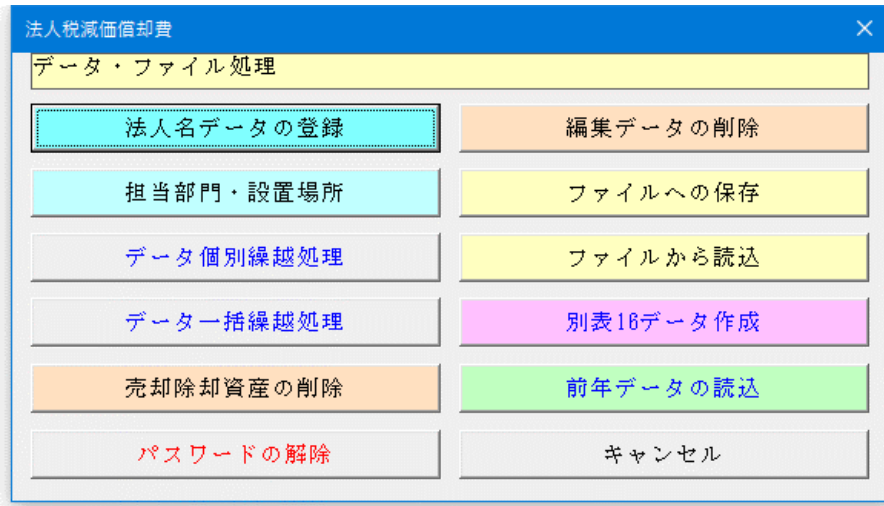 法人税減価償却費
データ・ファイル処理
法人名データの登録
編集データの削除
担当部門・設置場所
ファイルへの保存
データ個別繰越処理
ファイルから読込
データ一括繰越処理
別表16データ作成
売却除却資産の削除
前年データの読込
パスワードの解除
キャンセル